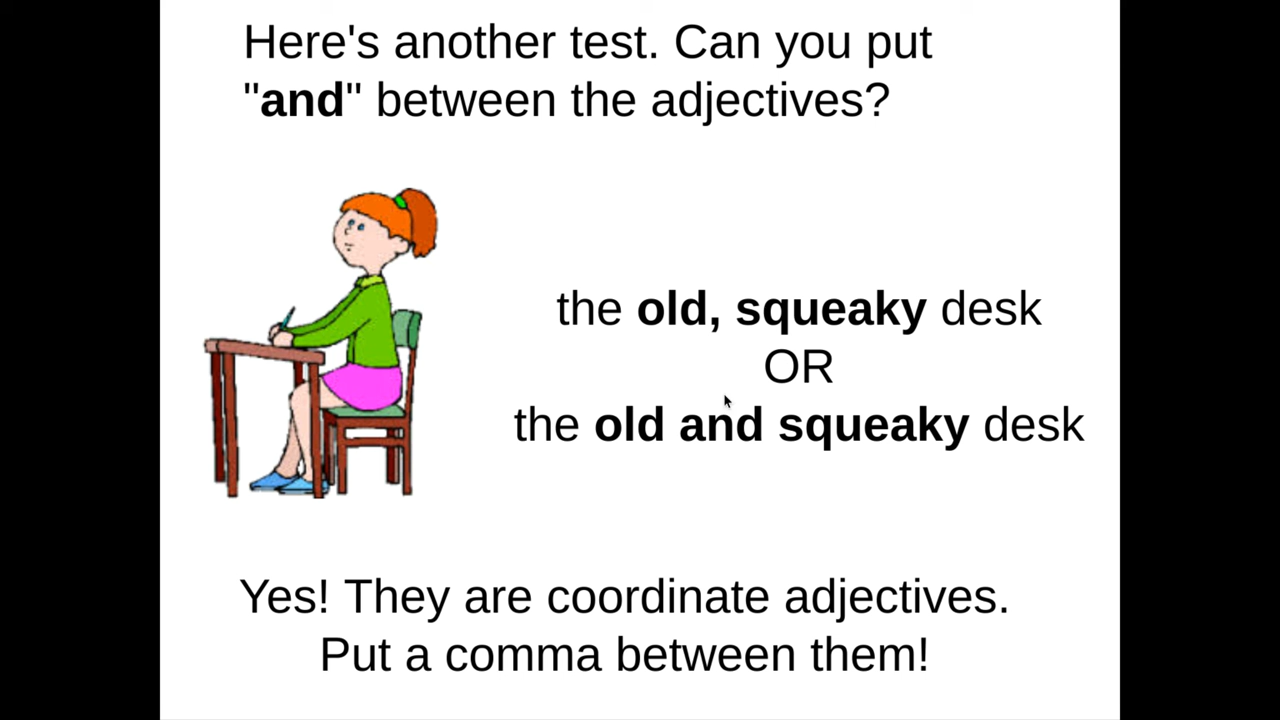 Here's another test. Can you put
"and" between the adjectives?
the old, squeaky desk
OR
the old and squeaky desk
Yes! They are coordinate adjectives.
Put a comma between them!